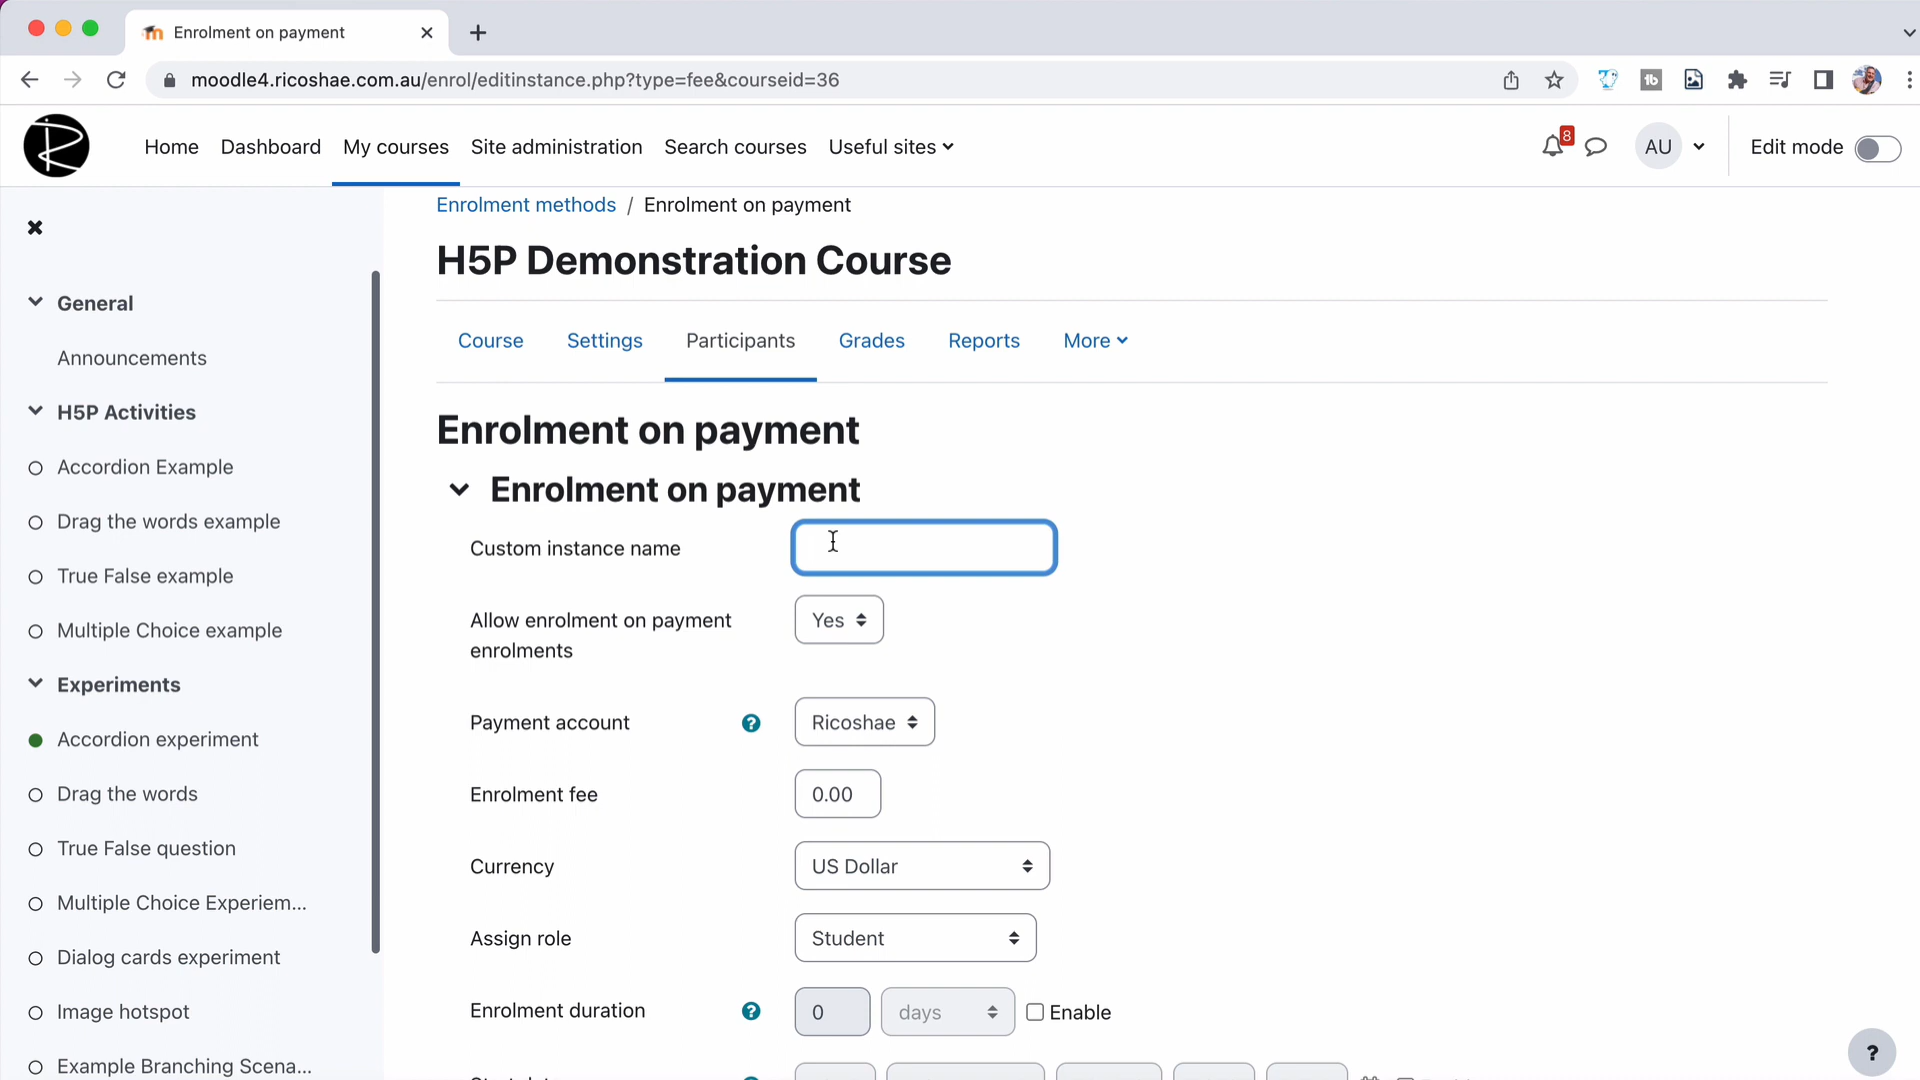 Enrolment on payment
moodle4.ricoshae.com.au/enrol/editinstance.php?type=fee&courseid=36
Home Dashboard My courses Site administration Search courses Useful sites
8
AU
Edit mode
Enrolment methods / Enrolment on payment
H5P Demonstration Course
Course Settings Participants Grades Reports More
General
Announcements
H5P Activities
Accordion Example
Drag the words example
True False example
Multiple Choice example
Experiments
Accordion experiment
Drag the words
True False question
Multiple Choice Experiem...
Dialog cards experiment
Image hotspot
Example Branching Scena...
Enrolment on payment
Enrolment on payment
Custom instance name
Allow enrolment on payment
enrolments
Yes
Payment account ? Ricoshae
Enrolment fee 0.00
Currency US Dollar
Assign role Student
Enrolment duration ? 0 days Enable
?